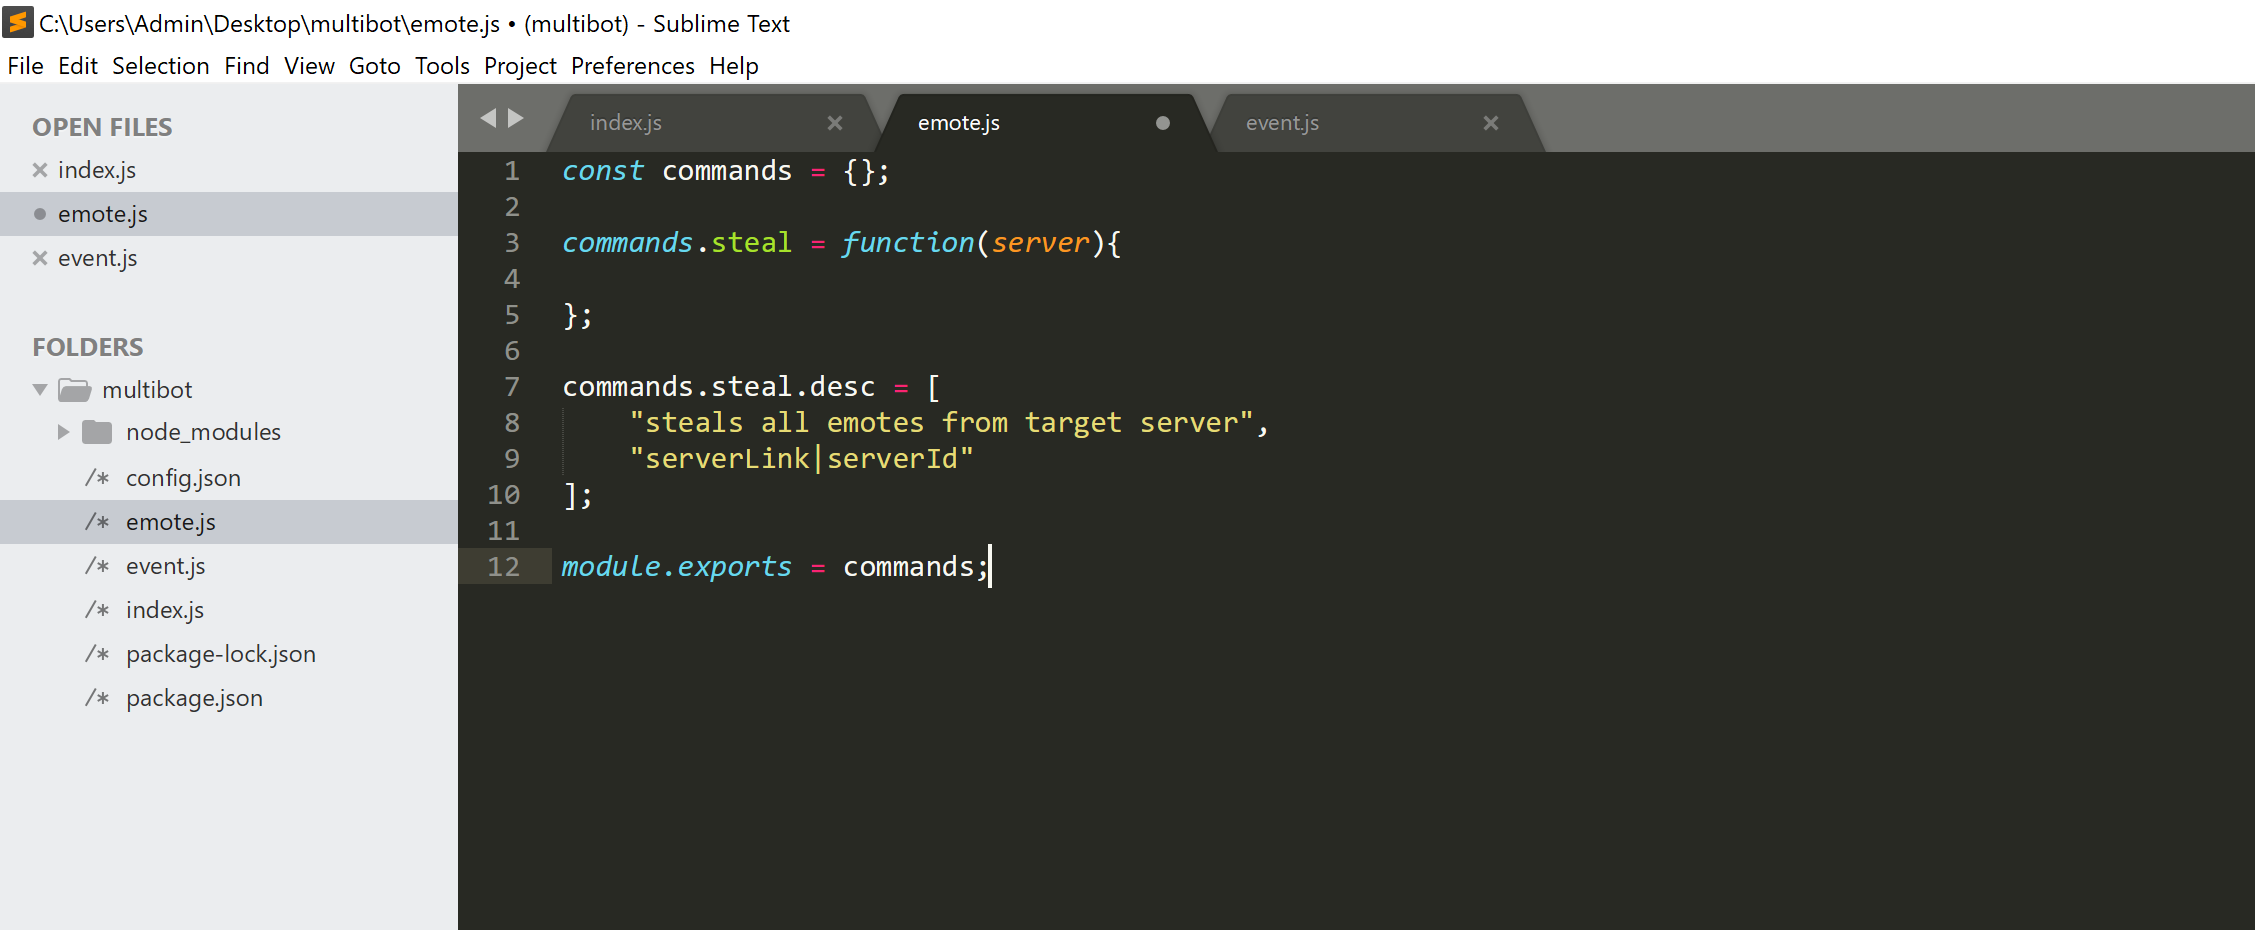 C:\Users\Admin\Desktop\multibot\emote.js • (multibot) - Sublime Text
File Edit Selection Find View Goto Tools Project Preferences Help
OPEN FILES
index.js
emote.js
event.js
FOLDERS
multibot
node_modules
/* config.json
/* emote.js
/* event.js
/* index.js
/* package-lock.json
/* package.json
index.js
emote.js
event.js
1 const commands = {};
2
3 commands.steal = function(server){
4
5 };
6
7 commands.steal.desc = [
8 "steals all emotes from target server",
9 "serverLink|serverId"
10 ];
11
12 module.exports = commands;